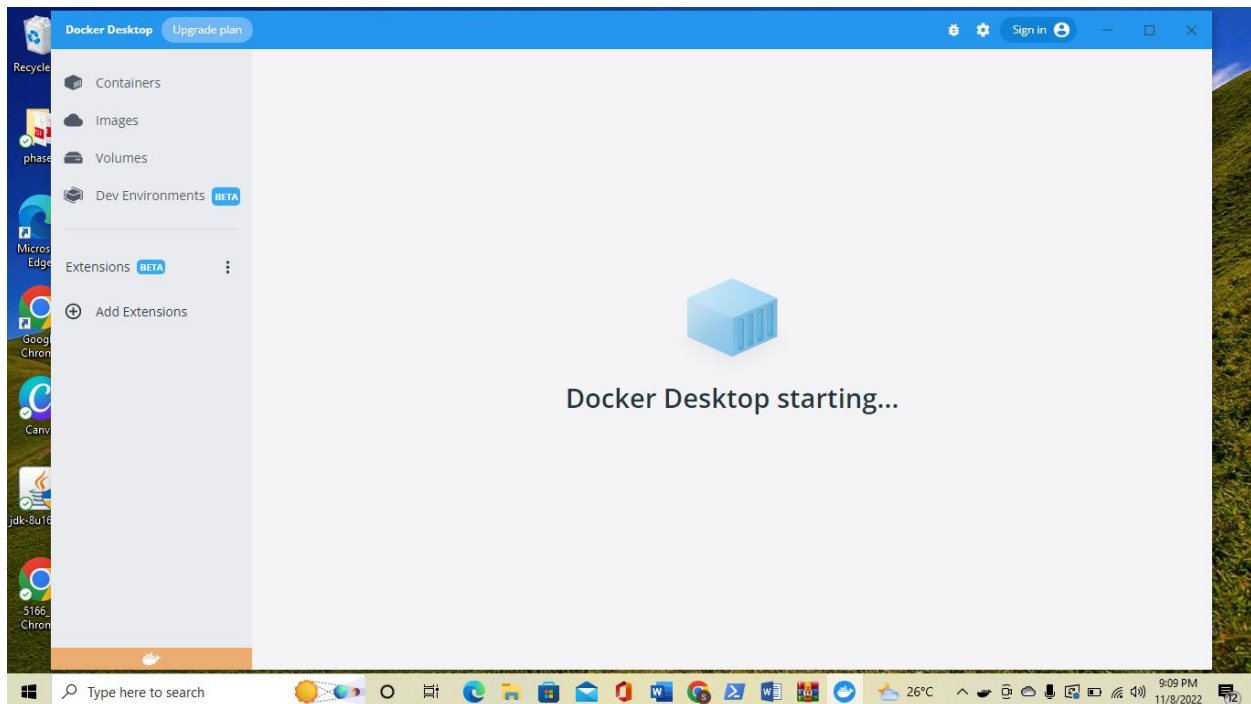 Docker Desktop Upgrade plan Sign in
Recycle
Containers
Images
phase
Volumes
Dev Environments BETA
Micros
Edge
Extensions BETA
Add Extensions
Googl
Chrom
Docker Desktop starting...
Canv
jdk-8u16
5166_
Chrom
Type here to search
26°C
9:09 PM
11/8/2022
12